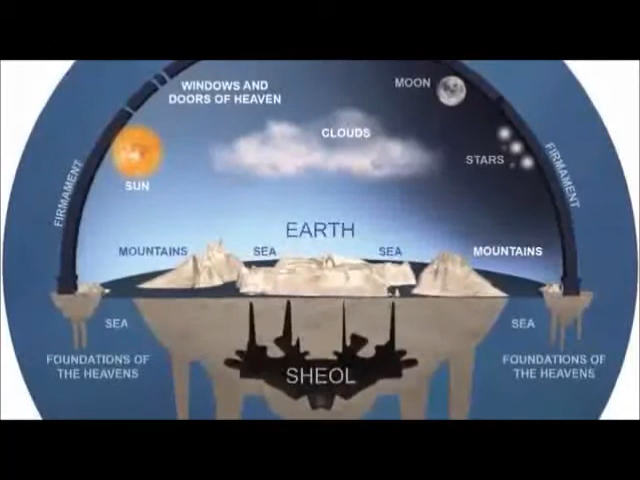 WINDOWS AND
DOORS OF HEAVEN
MOON
CLOUDS
STARS
SUN
FIRMAMENT
FIRMAMENT
EARTH
MOUNTAINS
SEA
SEA
MOUNTAINS
SEA
SEA
FOUNDATIONS OF
THE HEAVENS
SHEOL
FOUNDATIONS OF
THE HEAVENS